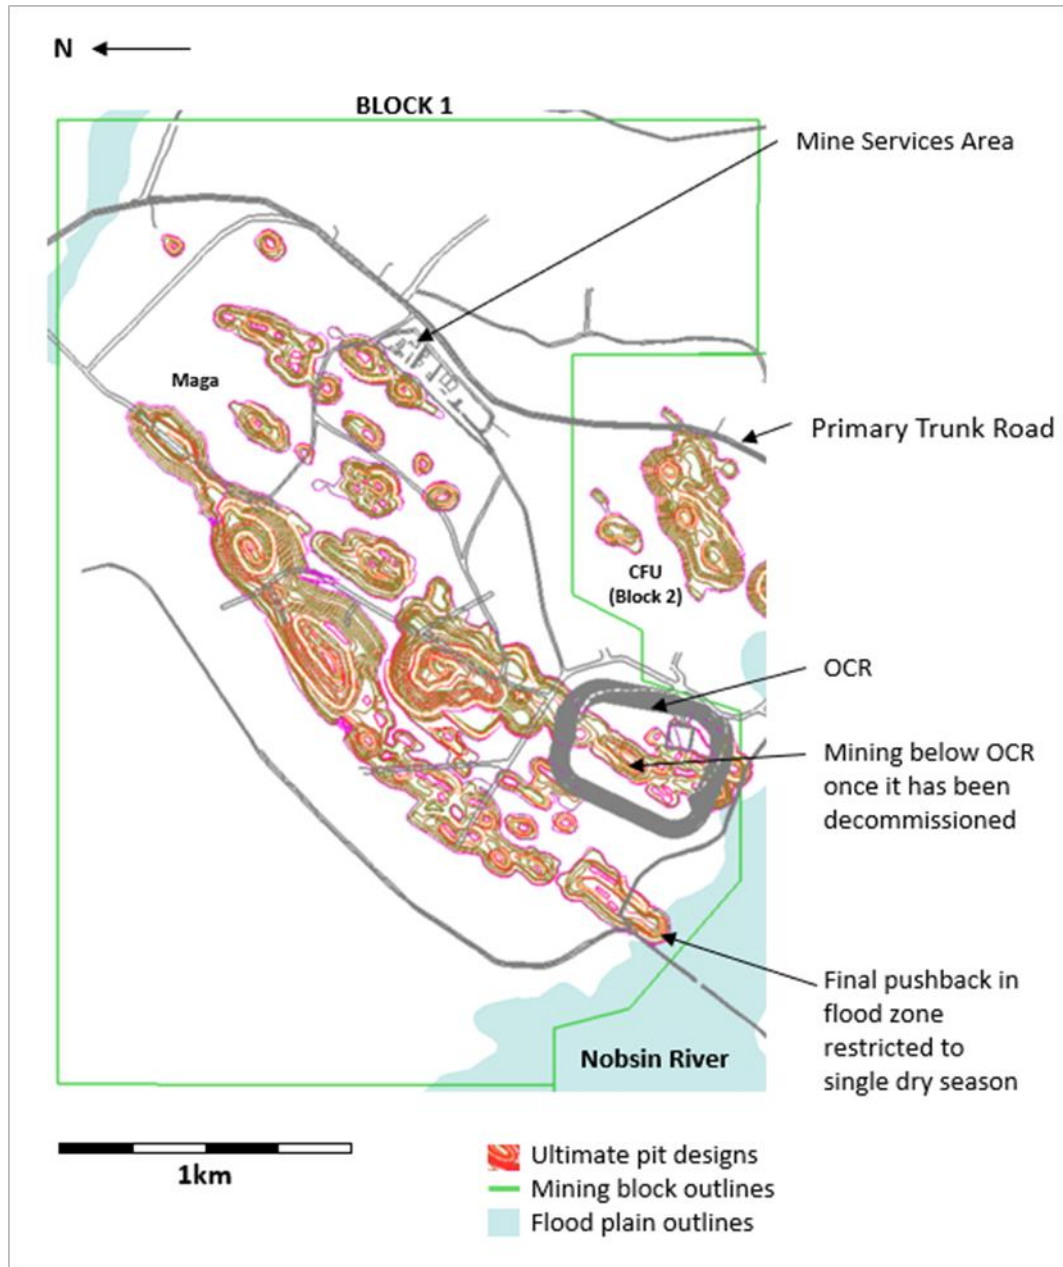 N
BLOCK 1
Mine Services Area
Maga
Primary Trunk Road
CFU
(Block 2)
OCR
Mining below OCR
once it has been
decommissioned
Final pushback in
flood zone
restricted to
single dry season
Nobsin River
1km
Ultimate pit designs
Mining block outlines
Flood plain outlines